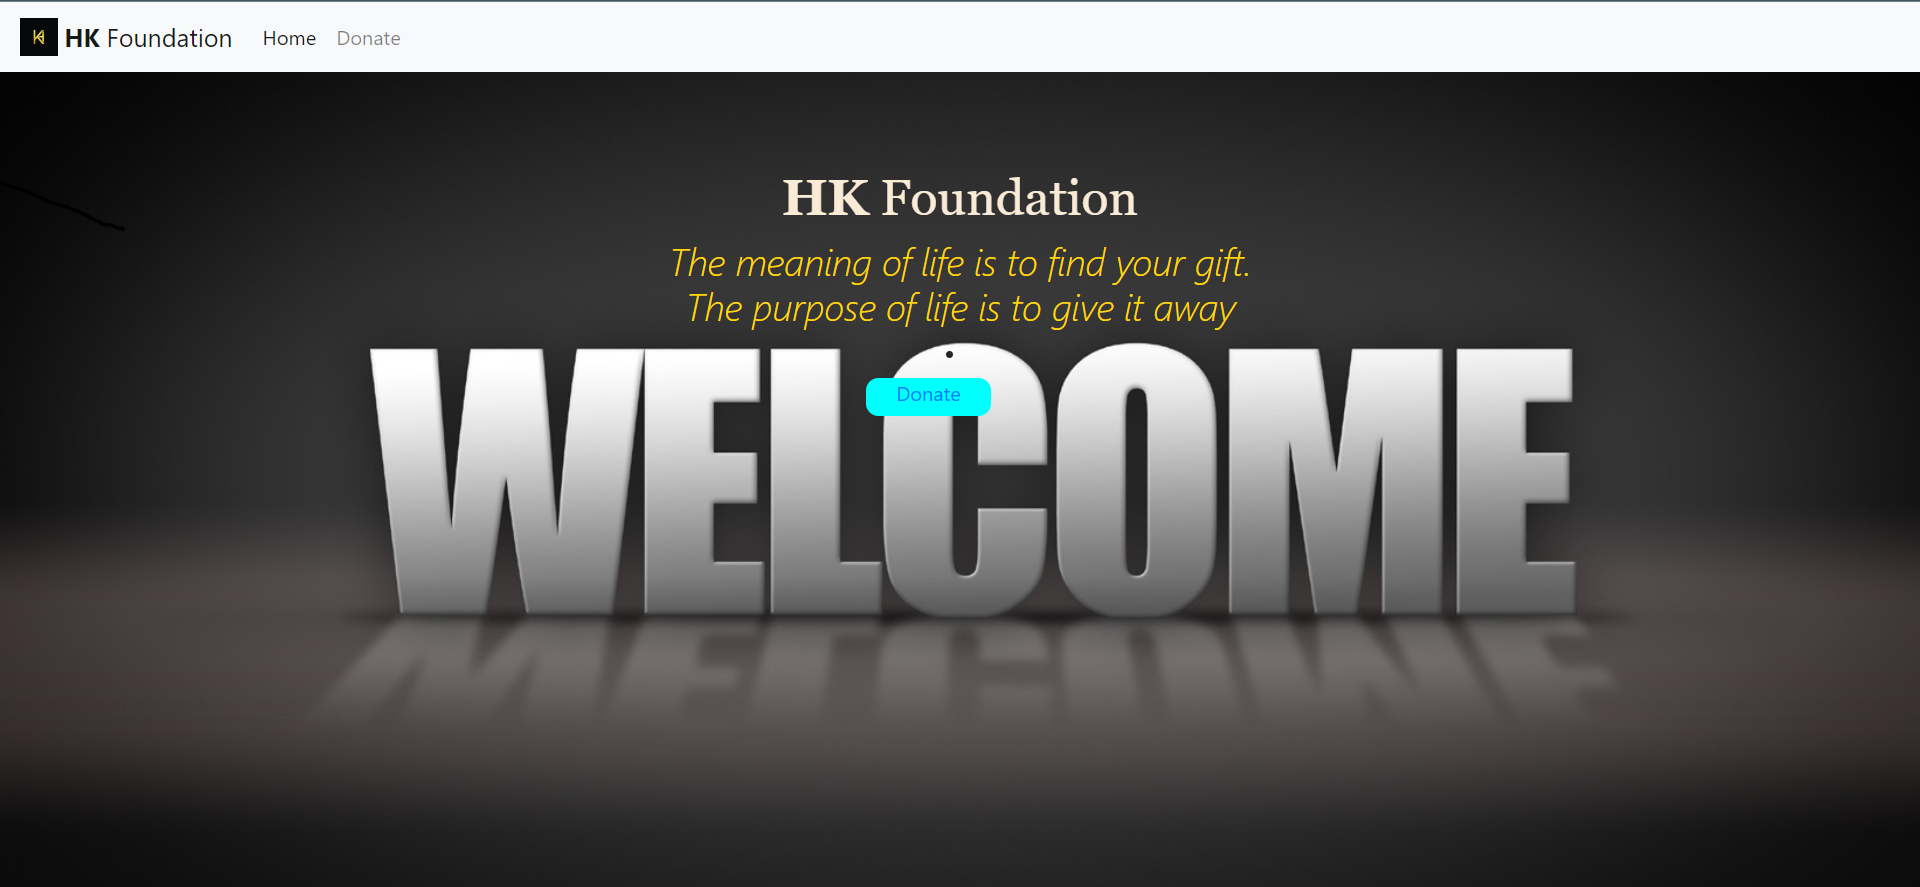 HK Foundation Home Donate
HK Foundation
The meaning of life is to find your gift.
The purpose of life is to give it away
Donate
WELCOME